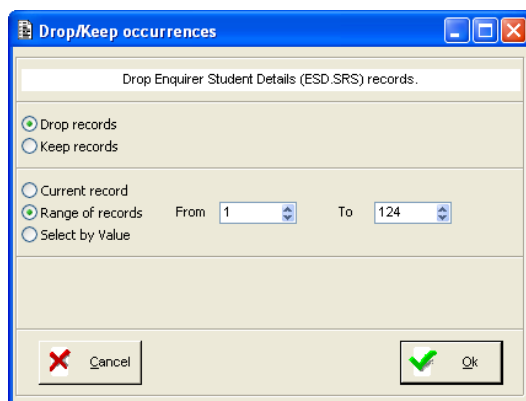 Drop/Keep occurrences
Drop Enquirer Student Details (ESD.SRS) records.
Drop records
Keep records
Current record
Range of records From 1 To 124
Select by Value
Cancel Ok